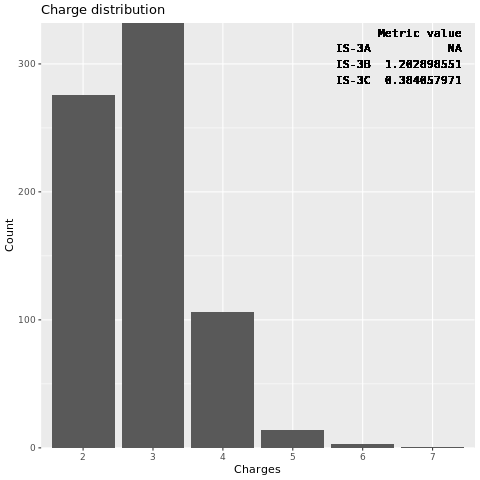 Charge distribution
Metric value
IS-3A NA
IS-3B 1.202898551
IS-3C 0.384057971
300
200
100
0
Count
2 3 4 5 6 7
Charges